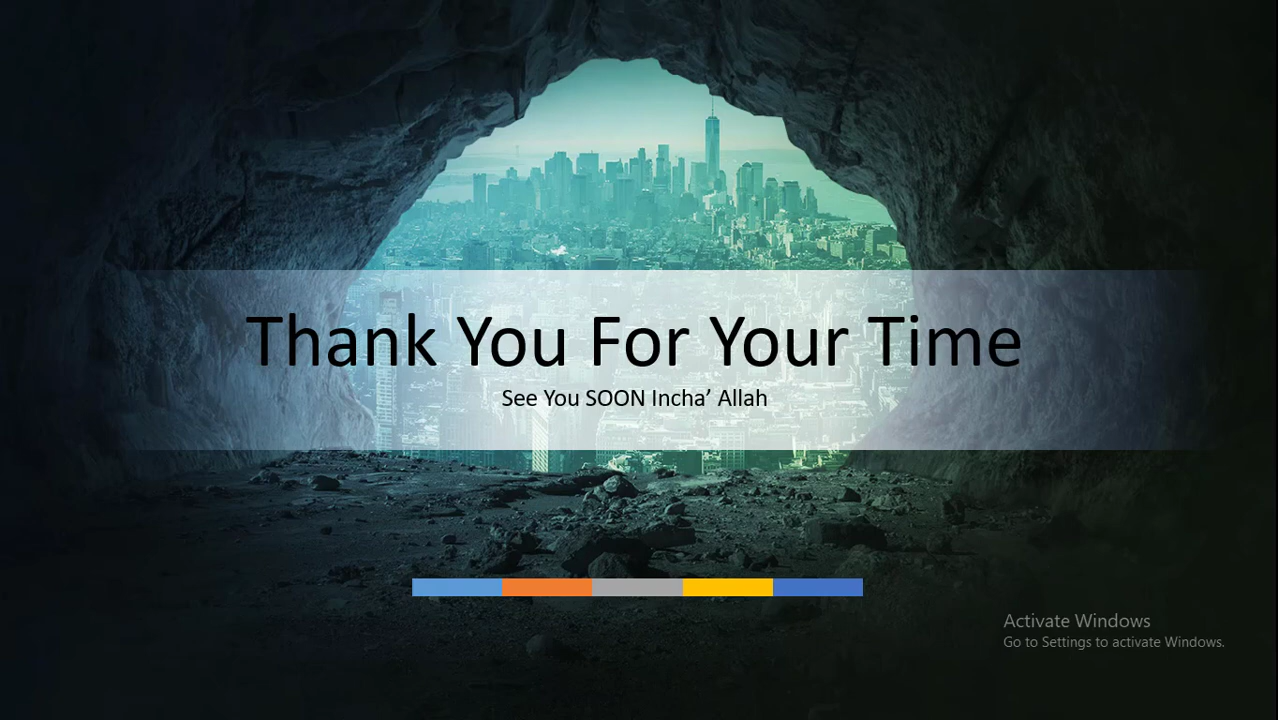 Thank You For Your Time
See You SOON Incha’ Allah
Activate Windows
Go to Settings to activate Windows.